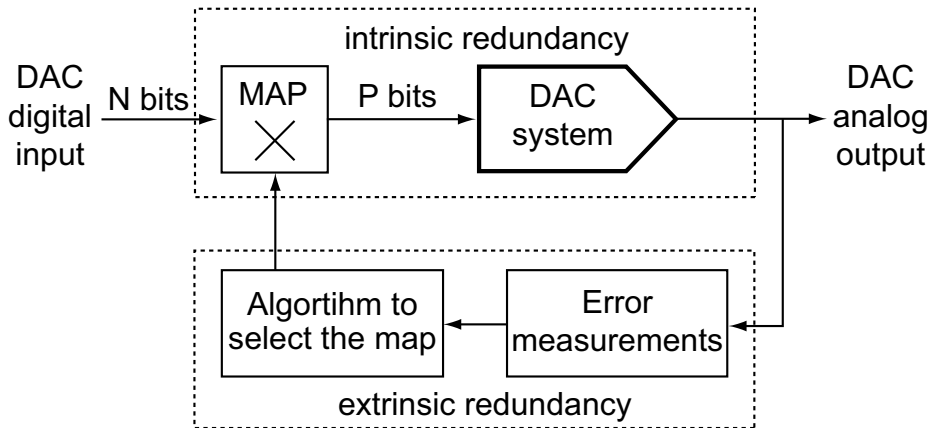 intrinsic redundancy
DAC
digital
input
N bits
MAP
P bits
DAC
system
DAC
analog
output
Algortihm to
select the map
Error
measurements
extrinsic redundancy